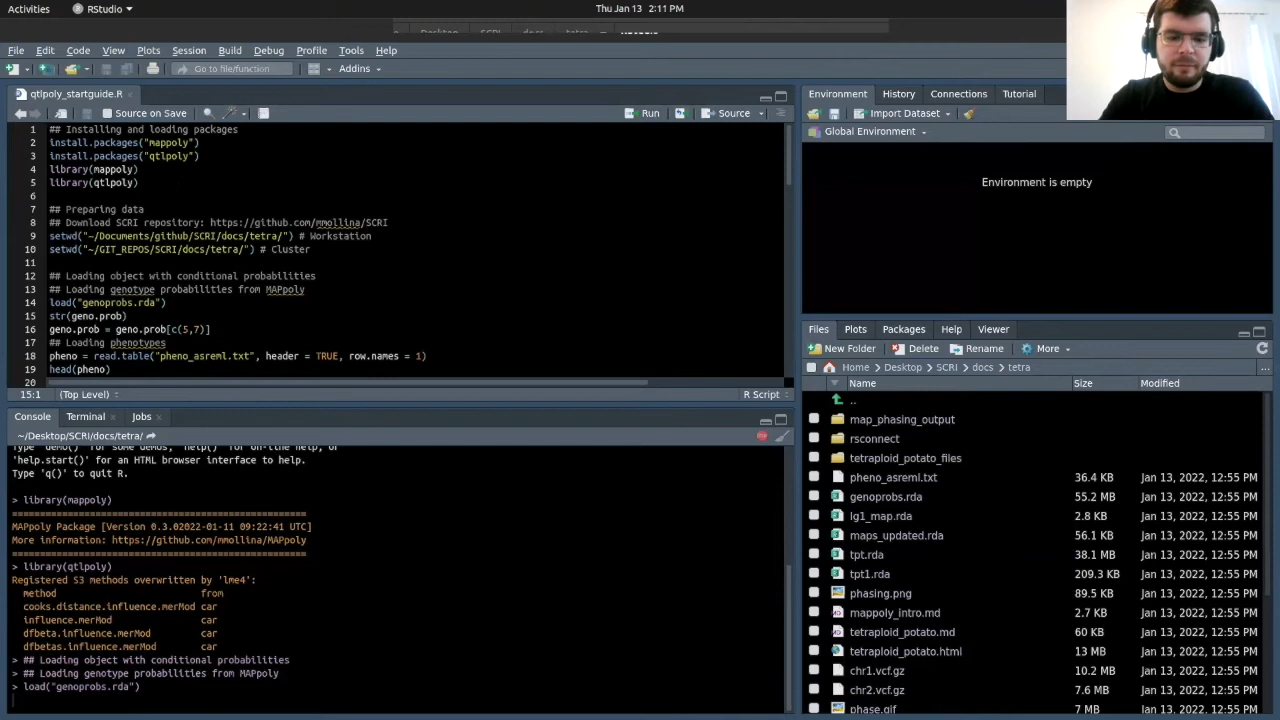 Activities
RStudio
Thu Jan 13 2:11 PM
File Edit Code View Plots Session Build Debug Profile Tools Help
Go to file/function
Addins
qtlpoly_startguide.R
Source on Save
Run
Source
1 ## Installing and loading packages
2 install.packages("mappoly")
3 install.packages("qtlpoly")
4 library(mappoly)
5 library(qtlpoly)
6
7 ## Preparing data
8 ## Download SCRI repository: https://github.com/mmollina/SCRI
9 setwd("~/Documents/github/SCRI/docs/tetra/") # Workstation
10 setwd("~/GIT_REPOS/SCRI/docs/tetra/") # Cluster
11
12 ## Loading object with conditional probabilities
13 ## Loading genotype probabilities from MAPpoly
14 load("genoprobs.rda")
15 str(geno.prob)
16 geno.prob = geno.prob[c(5,7)]
17 ## Loading phenotypes
18 pheno = read.table("pheno_asreml.txt", header = TRUE, row.names = 1)
19 head(pheno)
20
15:1 (Top Level)
R Script
Console Terminal Jobs
~/Desktop/SCRI/docs/tetra/
Type 'demo()' for some demos, 'help()' for on-line help, or
'help.start()' for an HTML browser interface to help.
Type 'q()' to quit R.
> library(mappoly)
=====================================================
MAPpoly Package [Version 0.3.02022-01-11 09:22:41 UTC]
More information: https://github.com/mmollina/MAPpoly
=====================================================
> library(qtlpoly)
Registered S3 methods overwritten by 'lme4':
method from
cooks.distance.influence.merMod car
influence.merMod car
dfbeta.influence.merMod car
dfbetas.influence.merMod car
> ## Loading object with conditional probabilities
> ## Loading genotype probabilities from MAPpoly
> load("genoprobs.rda")
Environment History Connections Tutorial
Import Dataset
Global Environment
Environment is empty
Files Plots Packages Help Viewer
New Folder Delete Rename More
Home Desktop SCRI docs tetra
...
Name Size Modified
..
map_phasing_output
rsconnect
tetraploid_potato_files
pheno_asreml.txt 36.4 KB Jan 13, 2022, 12:55 PM
genoprobs.rda 55.2 MB Jan 13, 2022, 12:55 PM
lg1_map.rda 2.8 KB Jan 13, 2022, 12:55 PM
maps_updated.rda 56.1 KB Jan 13, 2022, 12:55 PM
tpt.rda 38.1 MB Jan 13, 2022, 12:55 PM
tpt1.rda 209.3 KB Jan 13, 2022, 12:55 PM
phasing.png 89.5 KB Jan 13, 2022, 12:55 PM
mappoly_intro.md 2.7 KB Jan 13, 2022, 12:55 PM
tetraploid_potato.md 60 KB Jan 13, 2022, 12:55 PM
tetraploid_potato.html 13 MB Jan 13, 2022, 12:55 PM
chr1.vcf.gz 10.2 MB Jan 13, 2022, 12:55 PM
chr2.vcf.gz 7.6 MB Jan 13, 2022, 12:55 PM
phase.gif 7 MB Jan 13, 2022, 12:55 PM